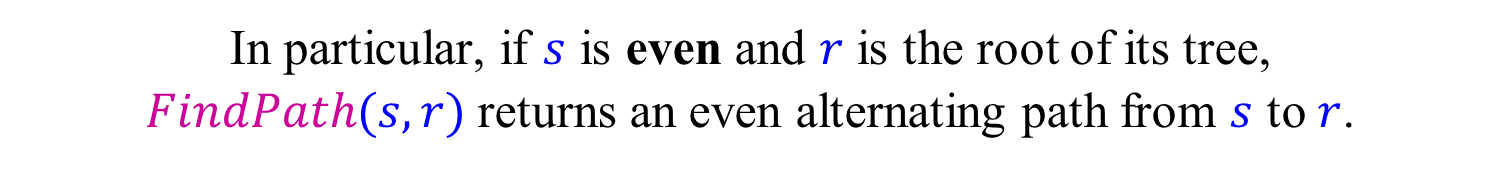 In particular, if s is even and r is the root of its tree,
FindPath(s, r) returns an even alternating path from s to r.